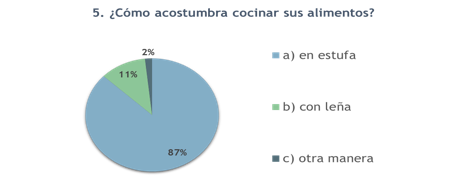 5. ¿Cómo acostumbra cocinar sus alimentos?
2%
11%
87%
a) en estufa
b) con leña
c) otra manera